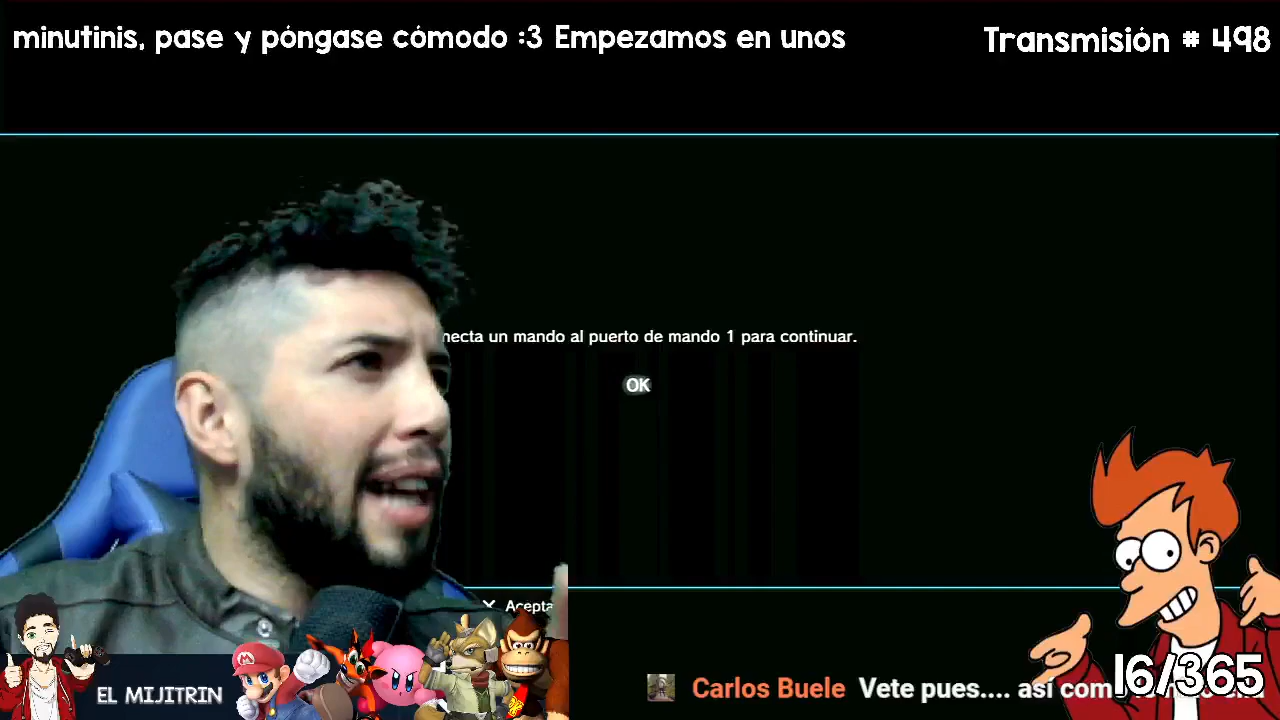 minutinis, pase y póngase cómodo :3 Empezamos en unos
Transmisión # 498
necta un mando al puerto de mando 1 para continuar.
OK
Acepta
EL MIJITRIN
Carlos Buele Vete pues.... así com
16/365